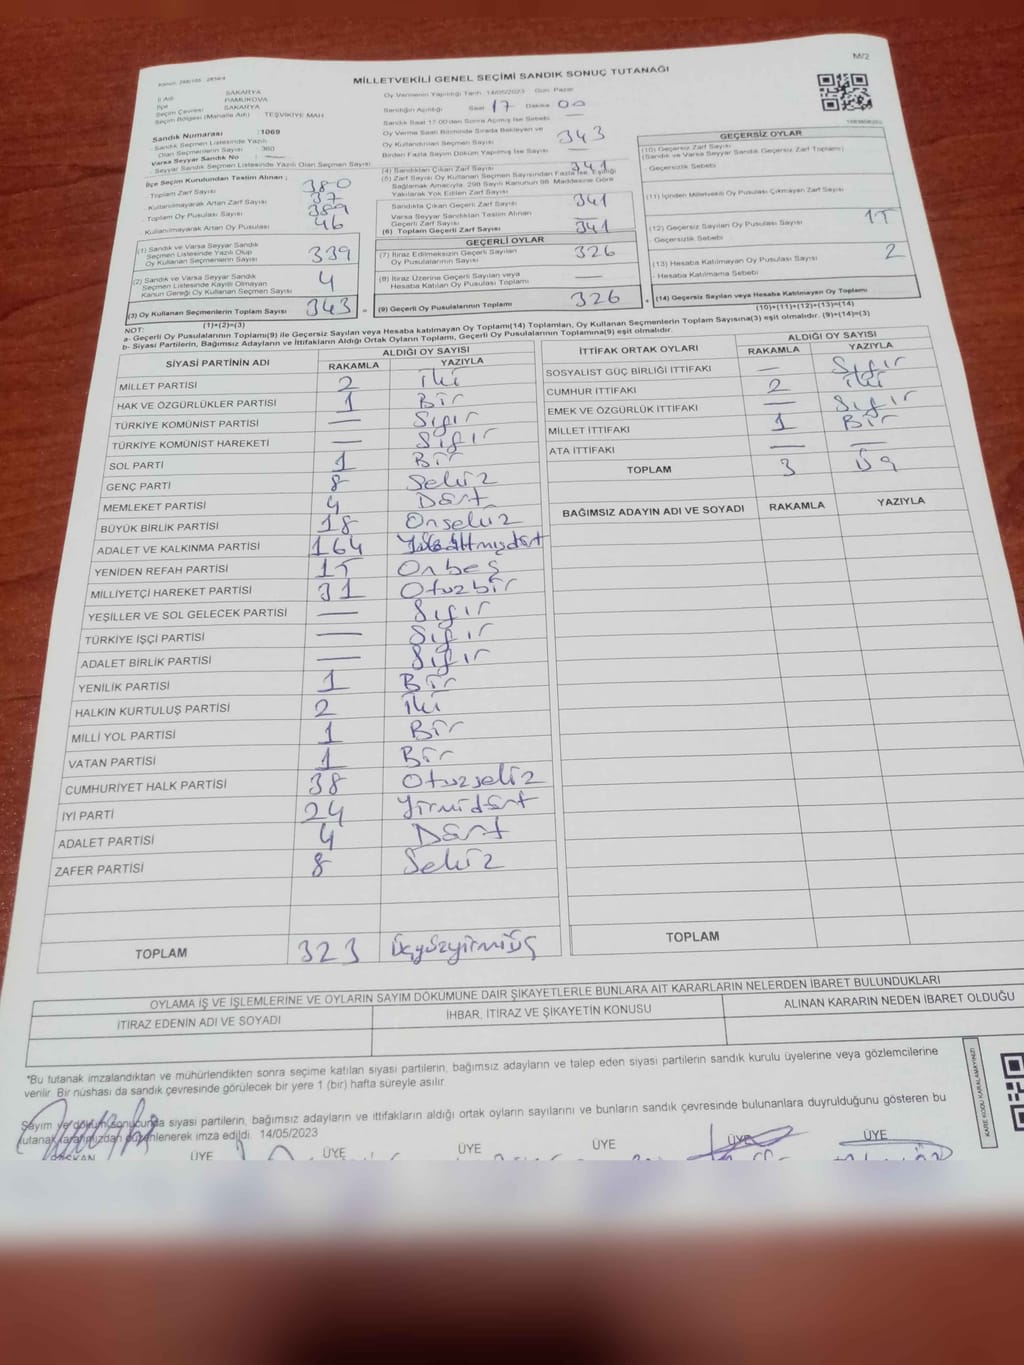 M/2
MİLLETVEKİLİ GENEL SEÇİMİ SANDIK SONUÇ TUTANAĞI
İl Adı SAKARYA
İlçe PAMUKOVA
Seçim Çevresi SAKARYA
Seçim Bölgesi (Mahalle Adı) TEŞVİKİYE MAH
Sandık Numarası :1069
Sandık Seçmen Listesinde Yazılı
Olan Seçmenlerin Sayısı 360
Varsa Seyyar Sandık No :
Seyyar Sandık Seçmen Listesinde Yazılı Olan Seçmen Sayısı
İlçe Seçim Kurulundan Teslim Alınan ;
Toplam Zarf Sayısı 380
Kullanılmayarak Artan Zarf Sayısı 37
Toplam Oy Pusulası Sayısı 389
Kullanılmayarak Artan Oy Pusulası 46
(1) Sandık ve Varsa Seyyar Sandık
Seçmen Listesinde Yazılı Olup
Oy Kullanan Seçmen Sayısı 339
(2) Sandık ve Varsa Seyyar Sandık
Seçmen Listesinde Kayıtlı Olmayan
Kanun Gereği Oy Kullanan Seçmen Sayısı 4
(3) Oy Kullanan Seçmenlerin Toplam Sayısı 343 =
(1)+(2)=(3)
Oy Vermenin Yapıldığı Tarih :14/05/2023 Gün: Pazar
Sandığın Açıldığı Saat 17 Dakika 00
Sandık Saat 17:00'den Sonra Açılmış İse Sebebi :
Oy Verme Saati Bitiminde Sırada Bekleyen ve
Oy Kullandırılan Seçmen Sayısı 343
Birden Fazla Sayım Döküm Yapılmış İse Sayısı —
(4) Sandıktan Çıkan Zarf Sayısı 341
(5) Zarf Sayısı Oy Kullanan Seçmen Sayısından Fazla İse, Eşitliği
Sağlamak Amacıyla, 298 Sayılı Kanunun 98. Maddesine Göre
Yakılarak Yok Edilen Zarf Sayısı
Sandıkta Çıkan Geçerli Zarf Sayısı 341
Varsa Seyyar Sandıktan Teslim Alınan
Geçerli Zarf Sayısı —
(6) Toplam Geçerli Zarf Sayısı 341
GEÇERLİ OYLAR
(7) İtiraz Edilmeksizin Geçerli Sayılan
Oy Pusulalarının Sayısı 326
(8) İtiraz Üzerine Geçerli Sayılan veya
Hesaba Katılan Oy Pusulası Toplamı —
(9) Geçerli Oy Pusulalarının Toplamı 326 +
GEÇERSİZ OYLAR
(10) Geçersiz Zarf Sayısı
(Sandık ve Varsa Seyyar Sandık Geçersiz Zarf Toplamı)
Geçersizlik Sebebi
(11) İçinden Milletvekili Oy Pusulası Çıkmayan Zarf Sayısı
(12) Geçersiz Sayılan Oy Pusulası Sayısı 15
Geçersizlik Sebebi
(13) Hesaba Katılmayan Oy Pusulası Sayısı 2
Hesaba Katılmama Sebebi
(14) Geçersiz Sayılan veya Hesaba Katılmayan Oy Toplamı
(10)+(11)+(12)+(13)=(14)
NOT:
a- Geçerli Oy Pusulalarının Toplamı(9) ile Geçersiz Sayılan veya Hesaba katılmayan Oy Toplamı(14) Toplamları, Oy Kullanan Seçmenlerin Toplam Sayısına(3) eşit olmalıdır. (9)+(14)=(3)
b- Siyasi Partilerin, Bağımsız Adayların ve İttifakların Aldığı Ortak Oyların Toplamı, Geçerli Oy Pusulalarının Toplamına(9) eşit olmalıdır.
SİYASİ PARTİNİN ADI ALDIĞI OY SAYISI
RAKAMLA YAZIYLA
MİLLET PARTİSİ 2 iki
HAK VE ÖZGÜRLÜKLER PARTİSİ 1 Bir
TÜRKİYE KOMÜNİST PARTİSİ — Sıfır
TÜRKİYE KOMÜNİST HAREKETİ — Sıfır
SOL PARTİ 1 Bir
GENÇ PARTİ 8 Sekiz
MEMLEKET PARTİSİ 4 Dört
BÜYÜK BİRLİK PARTİSİ 18 Onsekiz
ADALET VE KALKINMA PARTİSİ 164 Yüzaltmışdört
YENİDEN REFAH PARTİSİ 15 Onbeş
MİLLİYETÇİ HAREKET PARTİSİ 31 Otuzbir
YEŞİLLER VE SOL GELECEK PARTİSİ — Sıfır
TÜRKİYE İŞÇİ PARTİSİ — Sıfır
ADALET BİRLİK PARTİSİ — Sıfır
YENİLİK PARTİSİ 1 Bir
HALKIN KURTULUŞ PARTİSİ 2 iki
MİLLİ YOL PARTİSİ 1 Bir
VATAN PARTİSİ 1 Bir
CUMHURİYET HALK PARTİSİ 38 Otuzsekiz
İYİ PARTİ 24 Yirmidört
ADALET PARTİSİ 4 Dört
ZAFER PARTİSİ 8 Sekiz
TOPLAM 323 üçyüzyirmiüç
İTTİFAK ORTAK OYLARI ALDIĞI OY SAYISI
RAKAMLA YAZIYLA
SOSYALİST GÜÇ BİRLİĞİ İTTİFAKI — Sıfır
CUMHUR İTTİFAKI 2 iki
EMEK VE ÖZGÜRLÜK İTTİFAKI — Sıfır
MİLLET İTTİFAKI 1 Bir
ATA İTTİFAKI — —
TOPLAM 3 Üç
BAĞIMSIZ ADAYIN ADI VE SOYADI RAKAMLA YAZIYLA
TOPLAM
OYLAMA İŞ VE İŞLEMLERİNE VE OYLARIN SAYIM DÖKÜMÜNE DAİR ŞİKAYETLERLE BUNLARA AİT KARARLARIN NELERDEN İBARET BULUNDUKLARI
İTİRAZ EDENİN ADI VE SOYADI İHBAR, İTİRAZ VE ŞİKAYETİN KONUSU ALINAN KARARIN NEDEN İBARET OLDUĞU
*Bu tutanak imzalandıktan ve mühürlendikten sonra seçime katılan siyasi partilerin, bağımsız adayların ve talep eden siyasi partilerin sandık kurulu üyelerine veya gözlemcilerine
verilir. Bir nüshası da sandık çevresinde görülecek bir yere 1 (bir) hafta süreyle asılır.
Sayım ve döküm sonucunda siyasi partilerin, bağımsız adayların ve ittifakların aldığı ortak oyların sayılarını ve bunların sandık çevresinde bulunanlara duyrulduğunu gösteren bu
tutanak tarafımızdan düzenlenerek imza edildi. 14/05/2023
BAŞKAN ÜYE ÜYE ÜYE ÜYE ÜYE ÜYE
KARE KODU KARALAMAYINIZ!